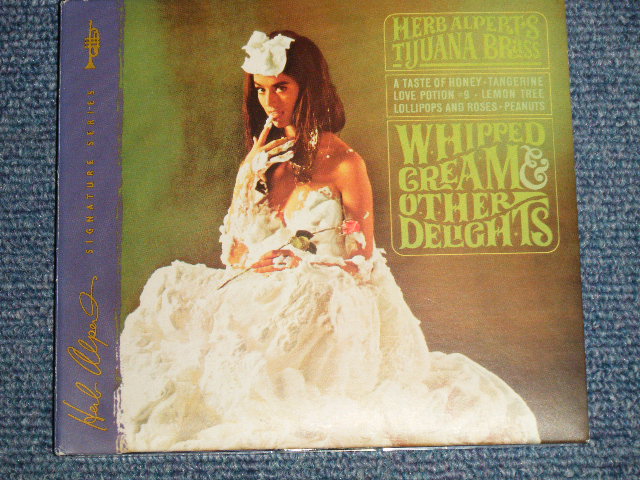 HERB ALPERT'S
TIJUANA BRASS
A TASTE OF HONEY • TANGERINE
LOVE POTION #9 • LEMON TREE
LOLLIPOPS AND ROSES • PEANUTS
WHIPPED
CREAM &
OTHER
DELIGHTS
SIGNATURE SERIES
Herb Alpert